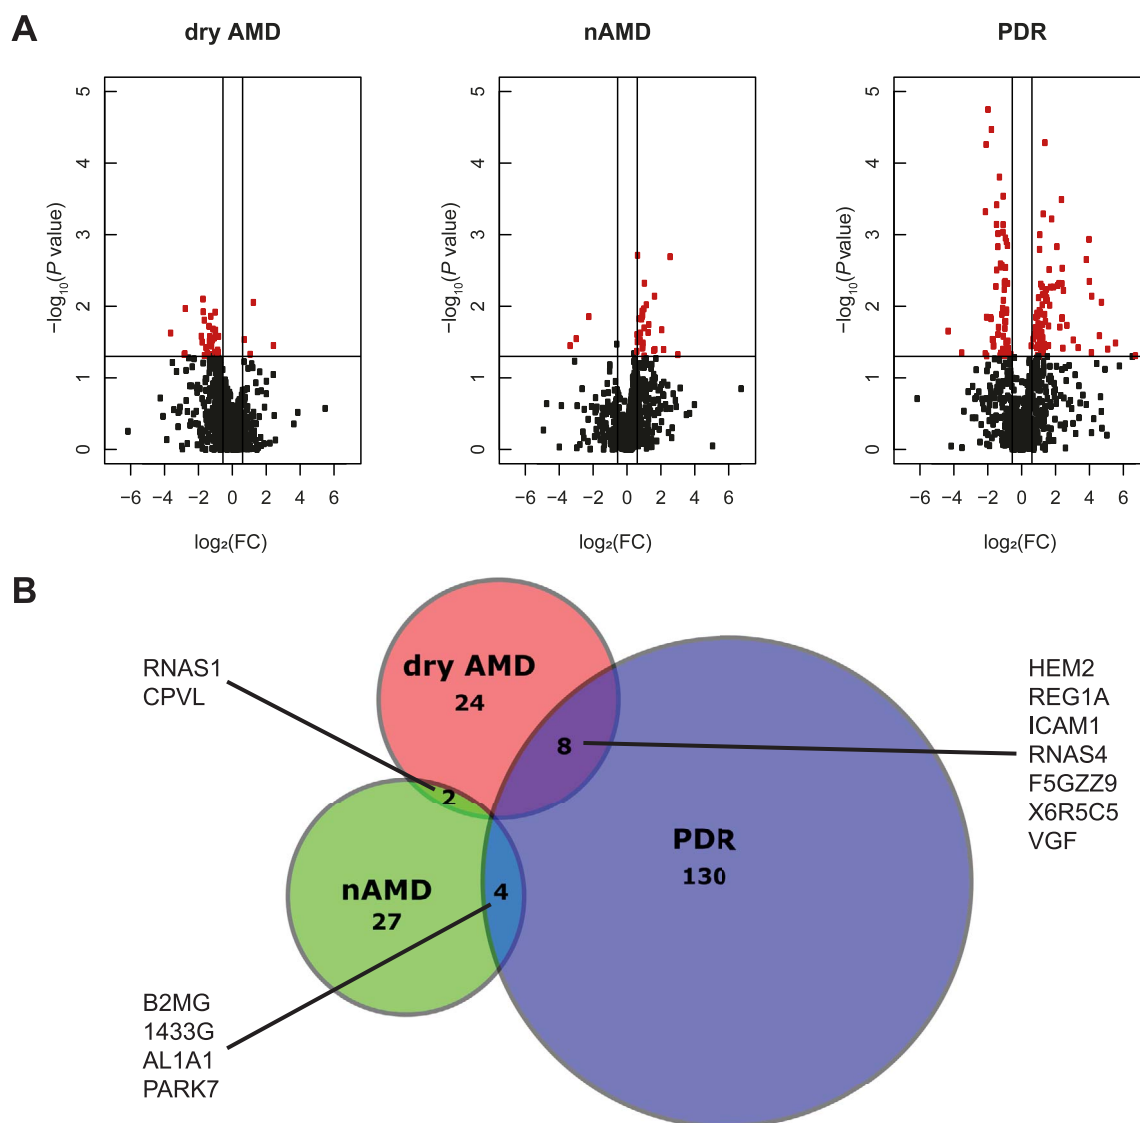 A
dry AMD
nAMD
PDR
5
4
3
2
1
0
−log₁₀(P value)
−6 −4 −2 0 2 4 6
log₂(FC)
5
4
3
2
1
0
−log₁₀(P value)
−6 −4 −2 0 2 4 6
log₂(FC)
5
4
3
2
1
0
−log₁₀(P value)
−6 −4 −2 0 2 4 6
log₂(FC)
B
RNAS1
CPVL
dry AMD
24
8
2
nAMD
27
4
PDR
130
HEM2
REG1A
ICAM1
RNAS4
F5GZZ9
X6R5C5
VGF
B2MG
1433G
AL1A1
PARK7